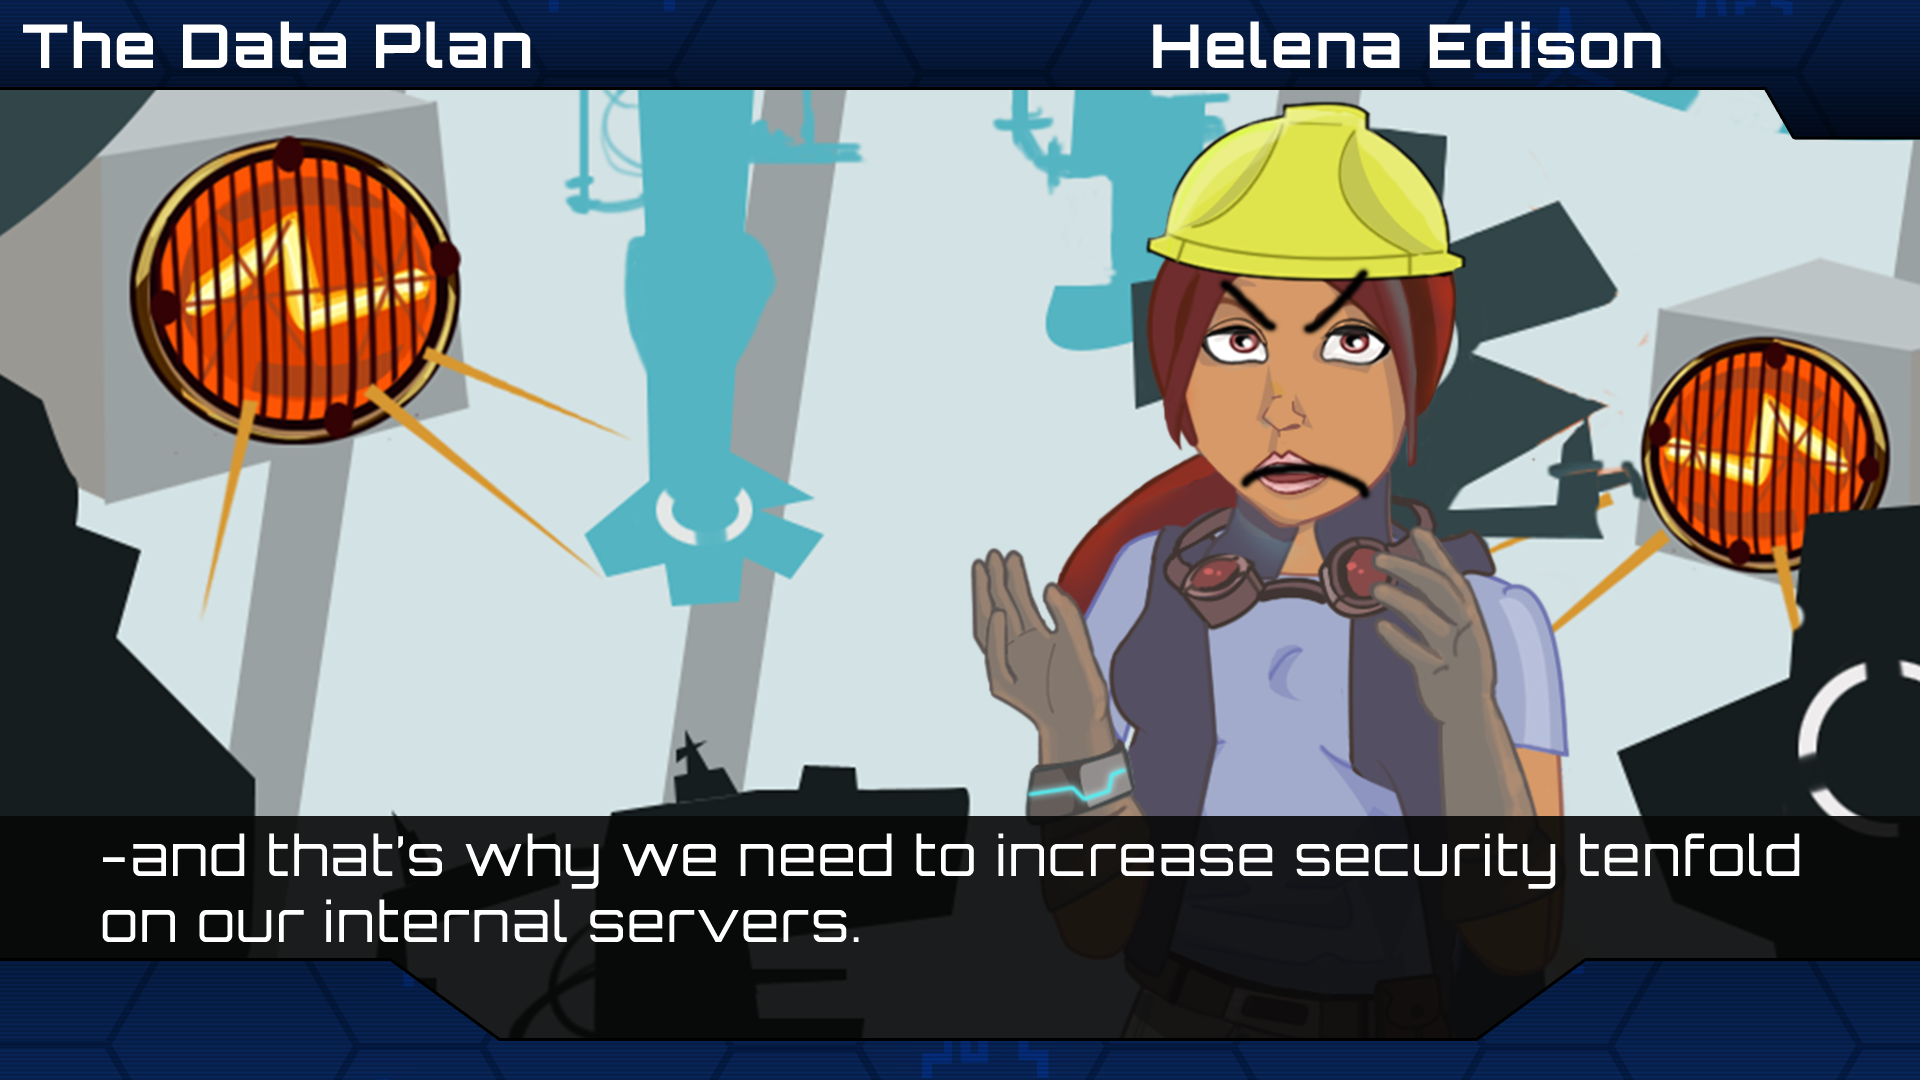 The Data Plan
Helena Edison
-and that's why we need to increase security tenfold
on our internal servers.